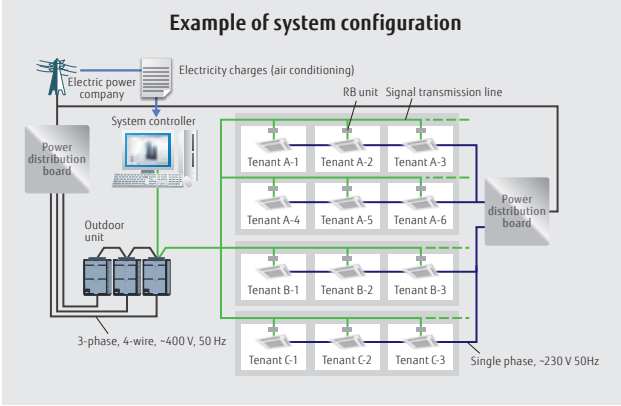 Example of system configuration
Electric power
company
Electricity charges (air conditioning)
RB unit
Signal transmission line
System controller
Power
distribution
board
Tenant A-1
Tenant A-2
Tenant A-3
Tenant A-4
Tenant A-5
Tenant A-6
Power
distribution
board
Outdoor
unit
Tenant B-1
Tenant B-2
Tenant B-3
3-phase, 4-wire, ~400 V, 50 Hz
Tenant C-1
Tenant C-2
Tenant C-3
Single phase, ~230 V 50Hz